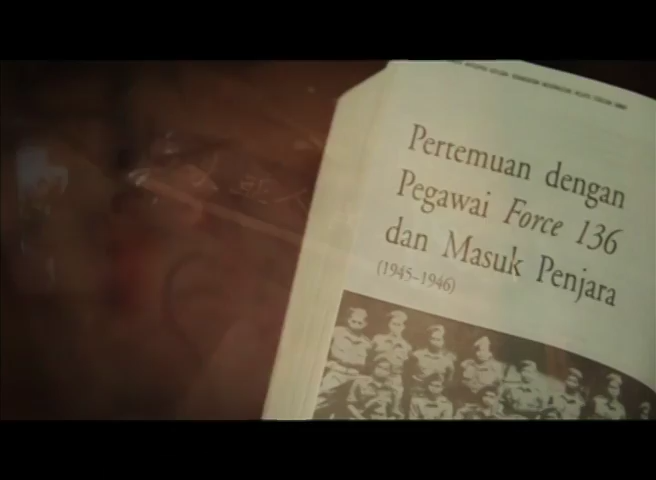 Pertemuan dengan
Pegawai Force 136
dan Masuk Penjara
(1945-1946)